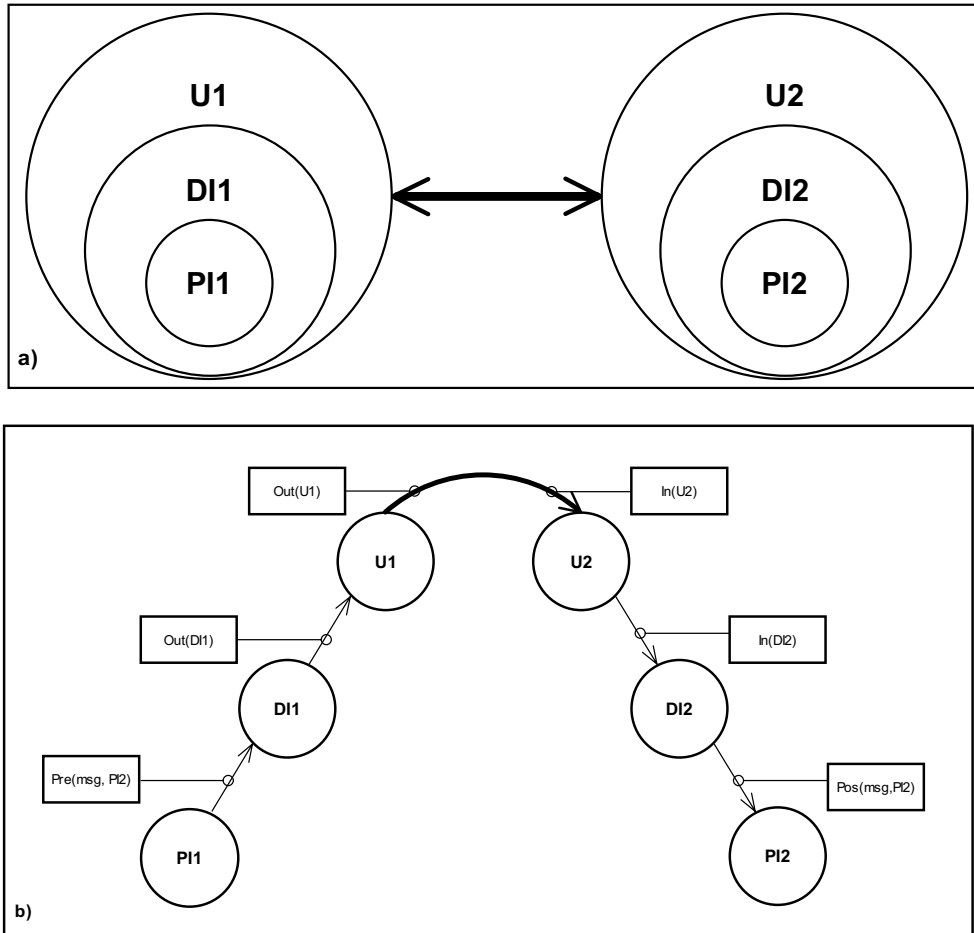 U1
U2
DI1
DI2
PI1
PI2
a)
Out(U1)
In(U2)
U1
U2
Out(DI1)
In(DI2)
DI1
DI2
Pre(msg, PI2)
Pos(msg,PI2)
PI1
PI2
b)